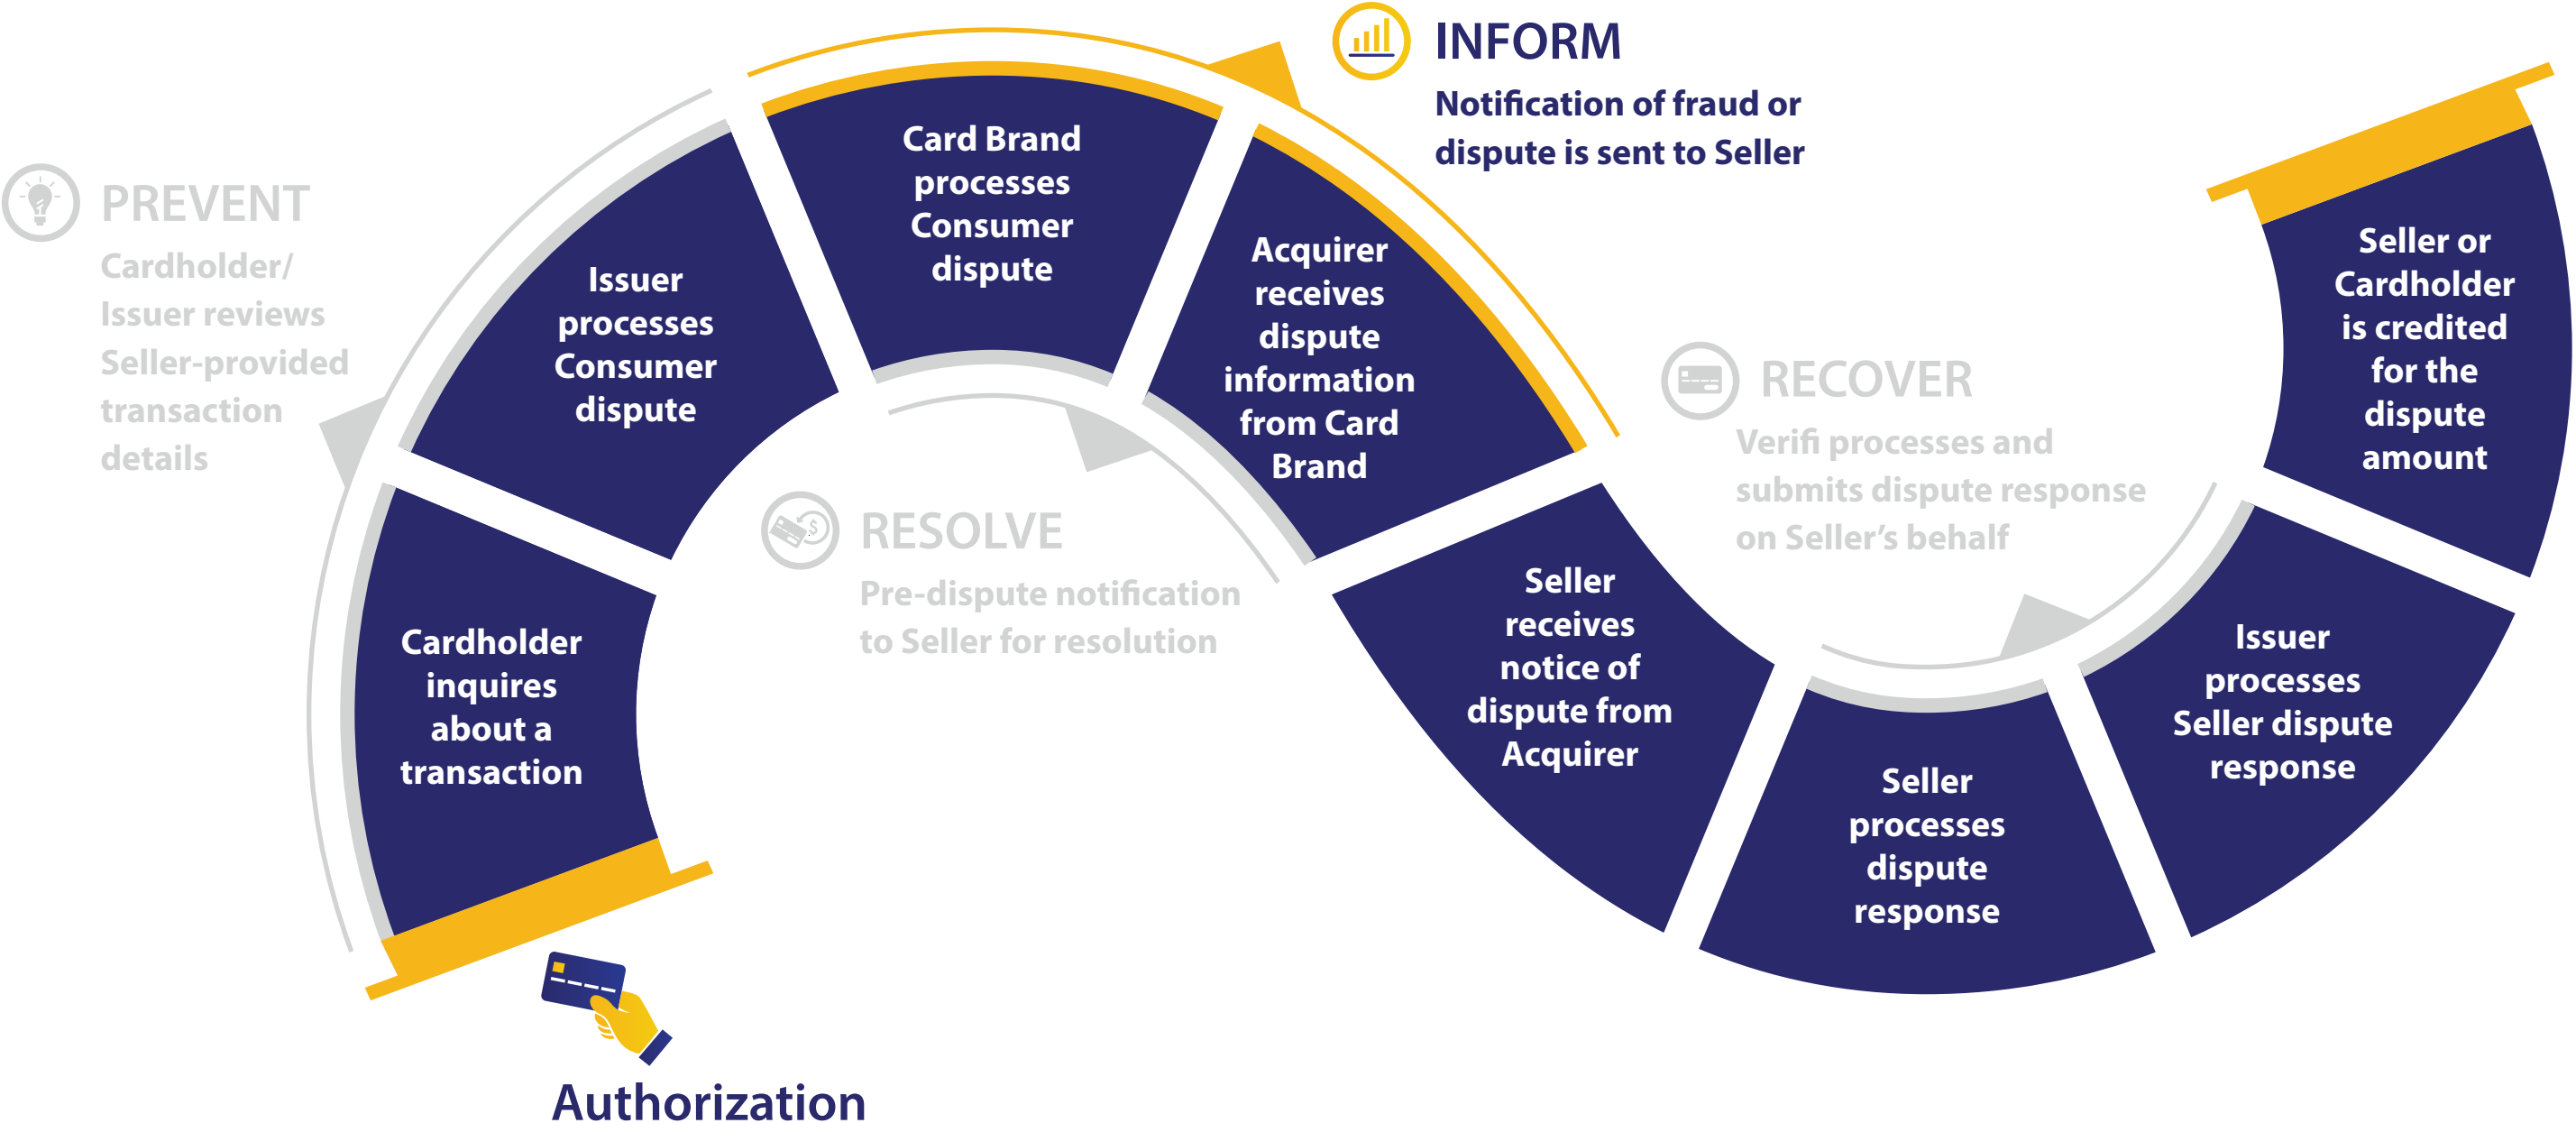 PREVENT
Cardholder/
Issuer reviews
Seller-provided
transaction
details
INFORM
Notification of fraud or
dispute is sent to Seller
RESOLVE
Pre-dispute notification
to Seller for resolution
RECOVER
Verifi processes and
submits dispute response
on Seller’s behalf
Authorization
Cardholder
inquires
about a
transaction
Issuer
processes
Consumer
dispute
Card Brand
processes
Consumer
dispute
Acquirer
receives
dispute
information
from Card
Brand
Seller
receives
notice of
dispute from
Acquirer
Seller
processes
dispute
response
Issuer
processes
Seller dispute
response
Seller or
Cardholder
is credited
for the
dispute
amount
$